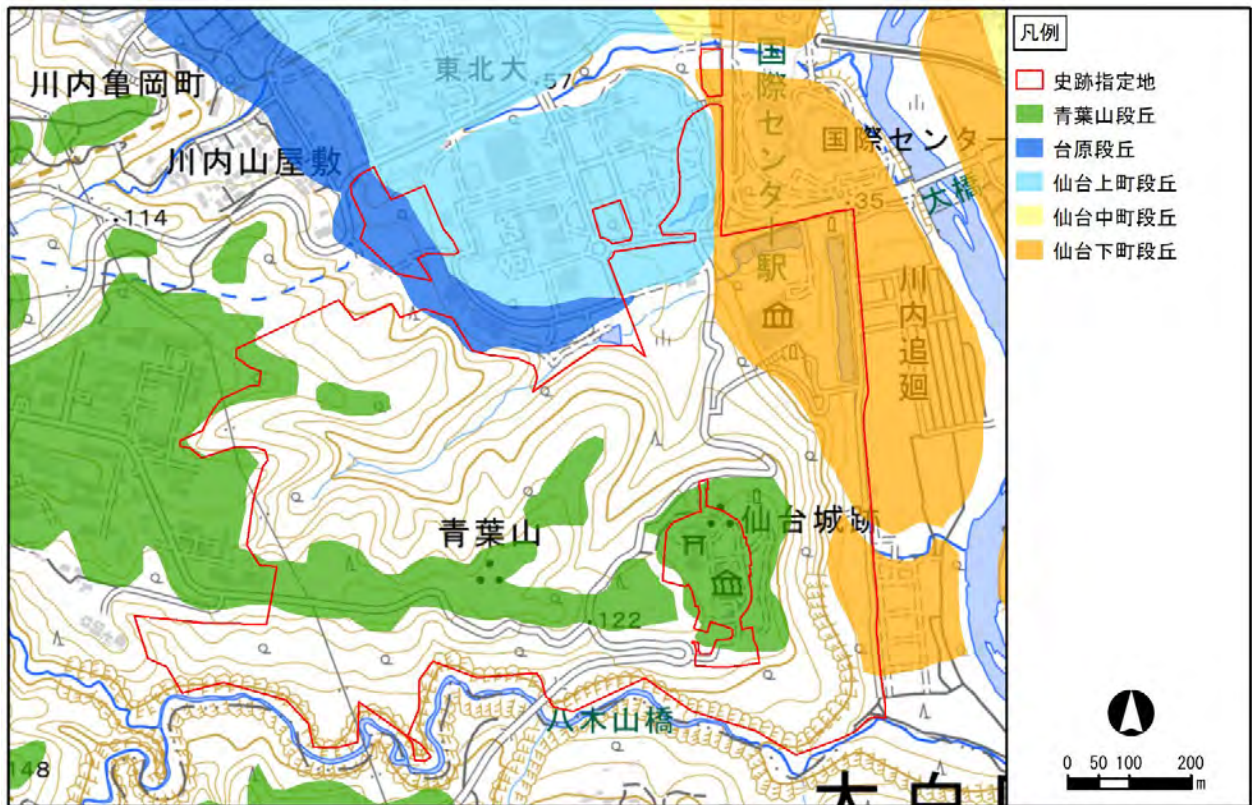 東北大
.57
川内亀岡町
国際センター駅
国際センター
川内山屋敷
大橋
.35
.114
川内追廻
仙台城跡
青葉山
.122
八木山橋
148
凡例
史跡指定地
青葉山段丘
台原段丘
仙台上町段丘
仙台中町段丘
仙台下町段丘
0 50 100 200
m